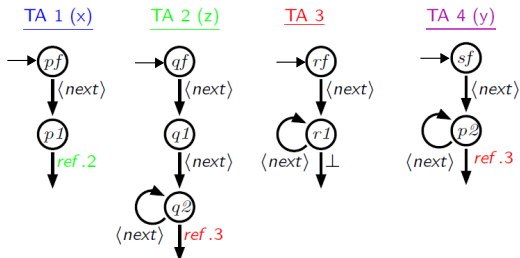 TA 1 (x) TA 2 (z) TA 3 TA 4 (y)
pf qf rf sf
⟨next⟩ ⟨next⟩ ⟨next⟩ ⟨next⟩
p1 q1 r1 p2
ref.2 ⟨next⟩ ⟨next⟩ ⊥ ⟨next⟩ ref.3
q2
⟨next⟩ ref.3